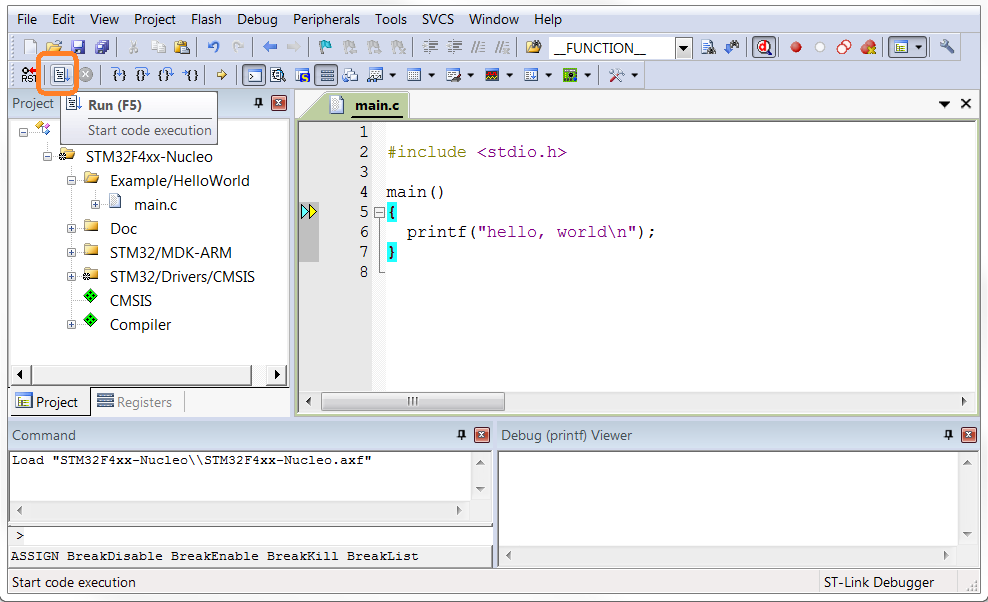 File Edit View Project Flash Debug Peripherals Tools SVCS Window Help
__FUNCTION__
RST
Project
Run (F5)
Start code execution
STM32F4xx-Nucleo
Example/HelloWorld
main.c
Doc
STM32/MDK-ARM
STM32/Drivers/CMSIS
CMSIS
Compiler
Project Registers
main.c
1
2 #include <stdio.h>
3
4 main()
5 {
6 printf("hello, world\n");
7 }
8
Command
Load "STM32F4xx-Nucleo\\STM32F4xx-Nucleo.axf"
>
ASSIGN BreakDisable BreakEnable BreakKill BreakList
Debug (printf) Viewer
Start code execution
ST-Link Debugger